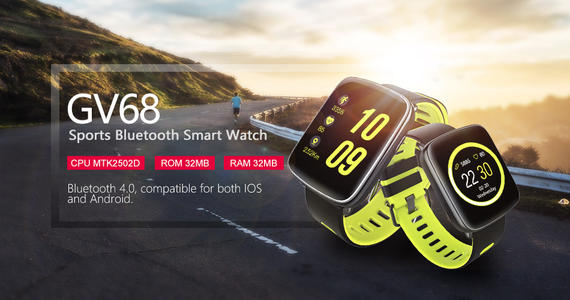 GV68
Sports Bluetooth Smart Watch
CPU MTK2502D ROM 32MB RAM 32MB
Bluetooth 4.0, compatible for both IOS
and Android.
10
09
22 30
Wednesday